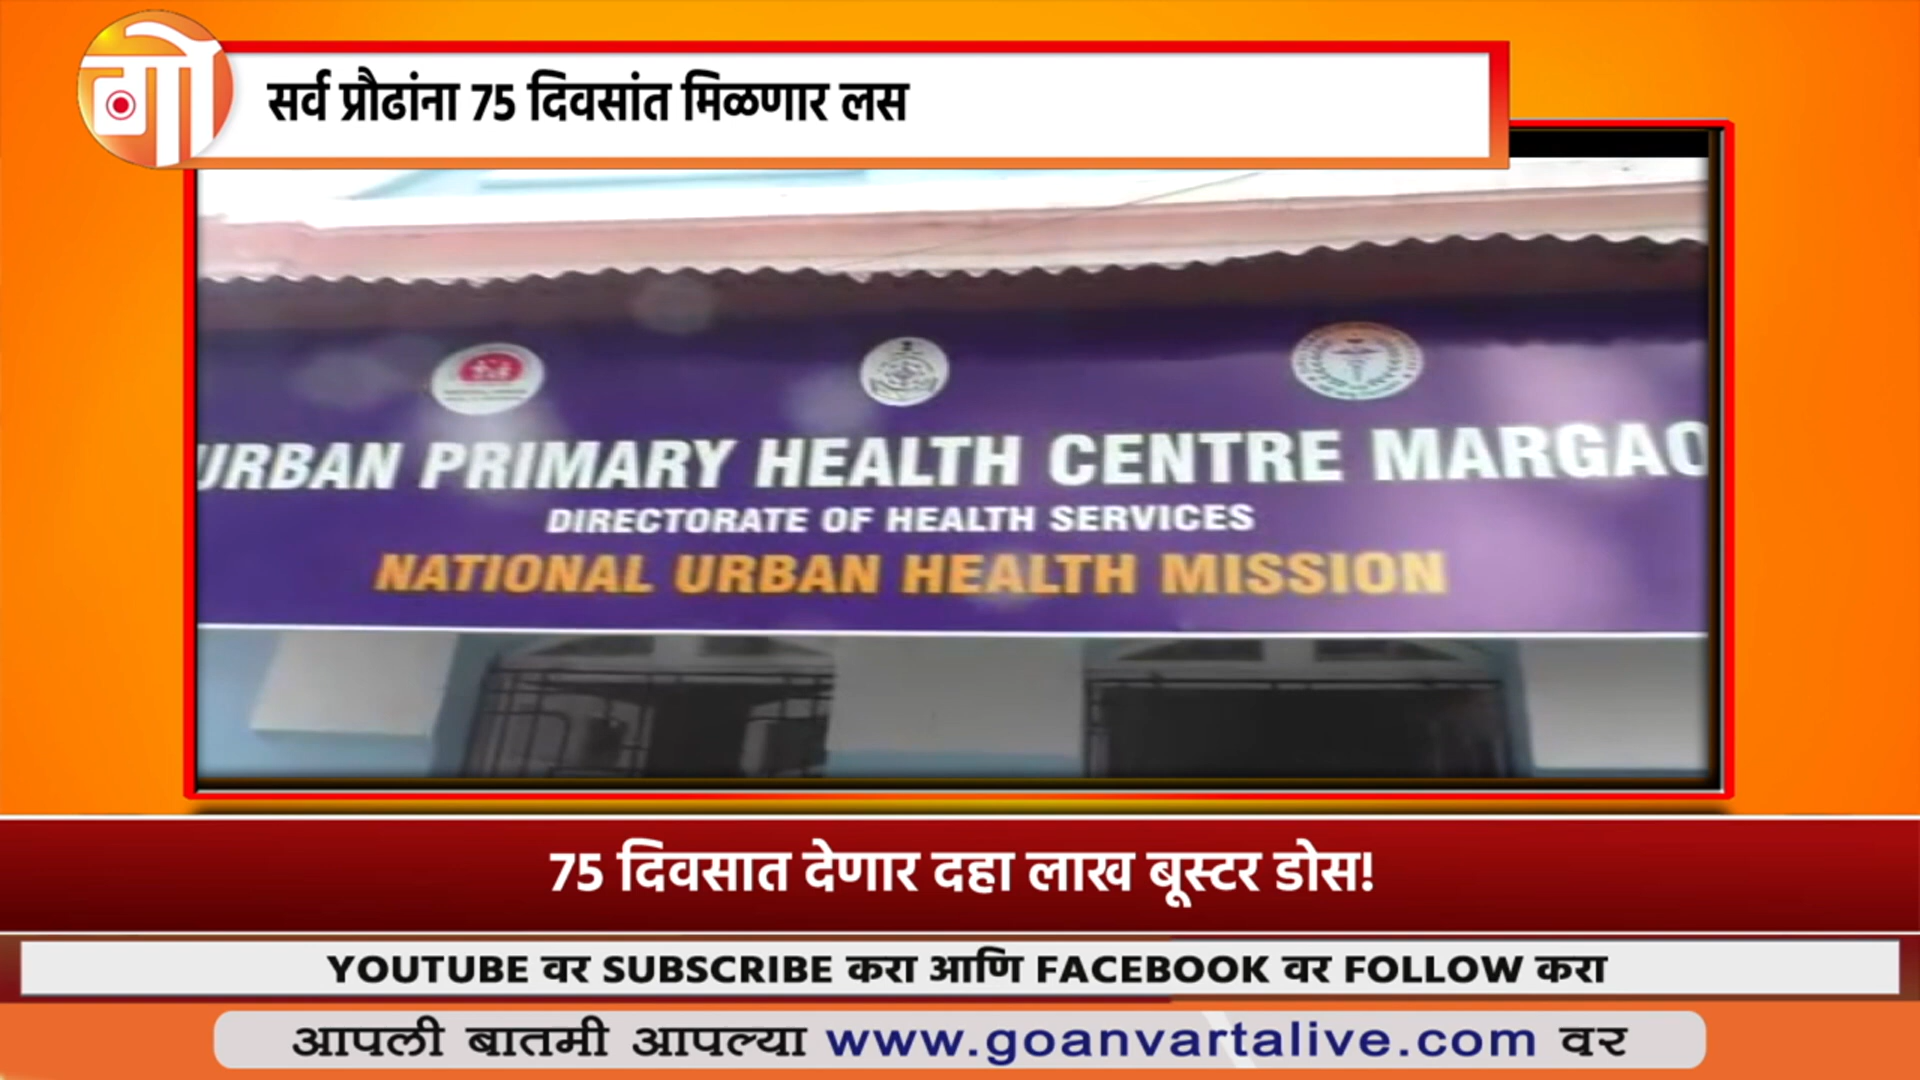 गो
सर्व प्रौढांना 75 दिवसांत मिळणार लस
URBAN PRIMARY HEALTH CENTRE MARGAO
DIRECTORATE OF HEALTH SERVICES
NATIONAL URBAN HEALTH MISSION
75 दिवसात देणार दहा लाख बूस्टर डोस!
YOUTUBE वर SUBSCRIBE करा आणि FACEBOOK वर FOLLOW करा
आपली बातमी आपल्या www.goanvartalive.com वर